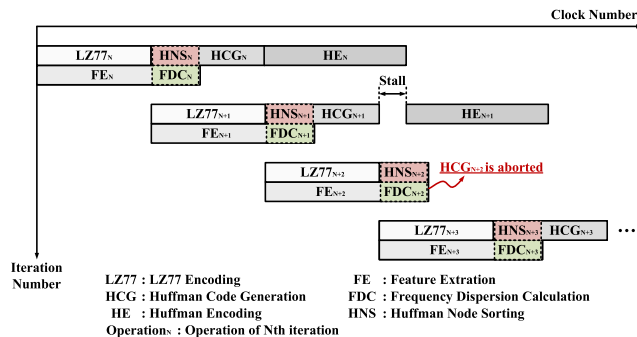 Clock Number
LZ77N HNSN HCGN HEN
FEN FDCN
Stall
LZ77N+1 HNSN+1 HCGN+1 HEN+1
FEN+1 FDCN+1
HCGN+2 is aborted
LZ77N+2 HNSN+2
FEN+2 FDCN+2
LZ77N+3 HNSN+3 HCGN+3 ...
FEN+3 FDCN+3
Iteration
Number
LZ77 : LZ77 Encoding FE : Feature Extration
HCG : Huffman Code Generation FDC : Frequency Dispersion Calculation
HE : Huffman Encoding HNS : Huffman Node Sorting
OperationN : Operation of Nth iteration